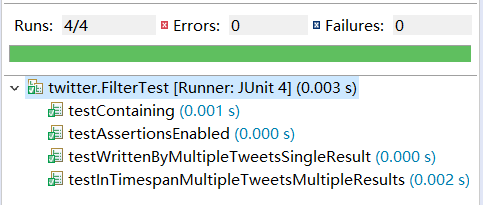 Runs: 4/4 Errors: 0 Failures: 0
twitter.FilterTest [Runner: JUnit 4] (0.003 s)
testContaining (0.001 s)
testAssertionsEnabled (0.000 s)
testWrittenByMultipleTweetsSingleResult (0.000 s)
testInTimespanMultipleTweetsMultipleResults (0.002 s)